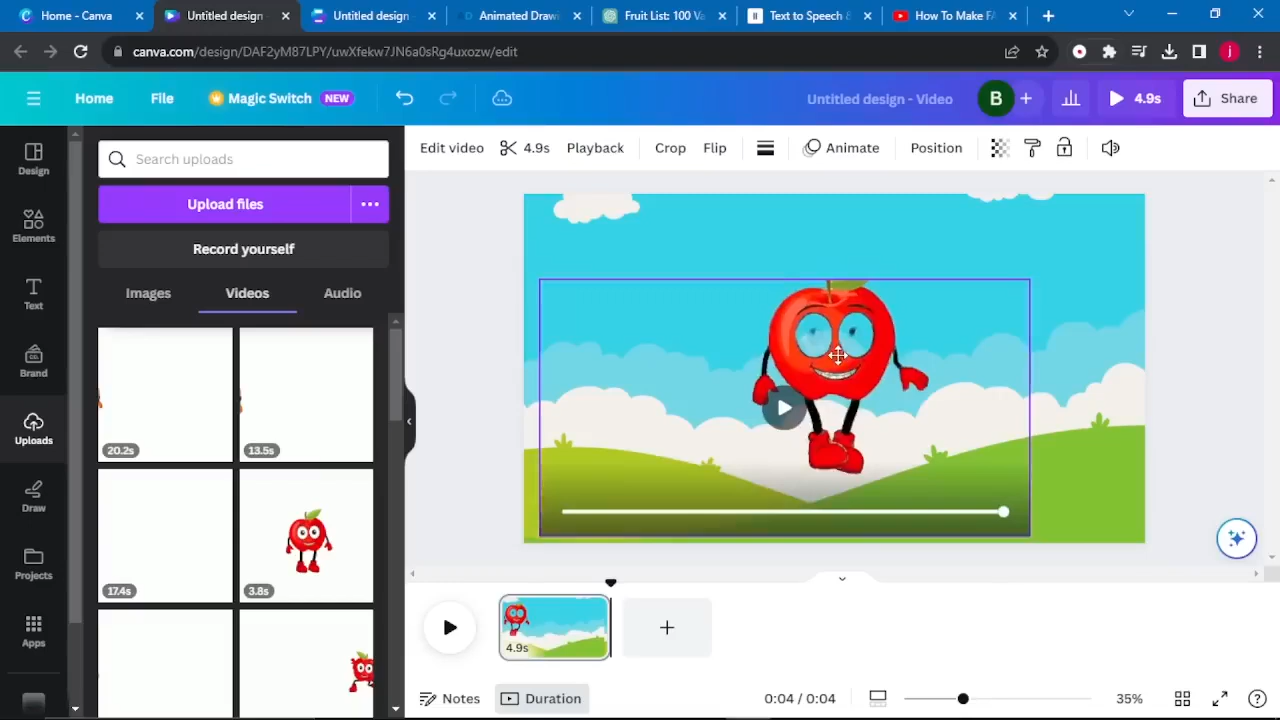 Home - Canva
Untitled design -
Untitled design -
Animated Draw
Fruit List: 100 Va
Text to Speech &
How To Make FA
canva.com/design/DAF2yM87LPY/uwXfekw7JN6a0sRg4uxozw/edit
j
Home
File
Magic Switch
NEW
Untitled design - Video
B
4.9s
Share
Design
Elements
Text
CO.
Brand
Uploads
Draw
Projects
Apps
Search uploads
Upload files
Record yourself
Images
Videos
Audio
20.2s
13.5s
17.4s
3.8s
Edit video
4.9s
Playback
Crop
Flip
Animate
Position
4.9s
Notes
Duration
0:04 / 0:04
35%